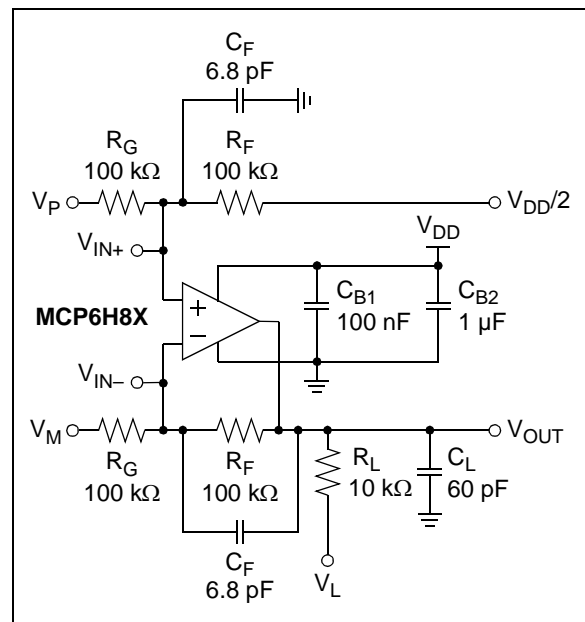 C_F
6.8 pF
R_G
100 kΩ
R_F
100 kΩ
V_P
V_DD/2
V_IN+
V_DD
MCP6H8X
+
−
C_B1
100 nF
C_B2
1 µF
V_IN−
V_M
V_OUT
R_G
100 kΩ
R_F
100 kΩ
R_L
10 kΩ
C_L
60 pF
C_F
6.8 pF
V_L